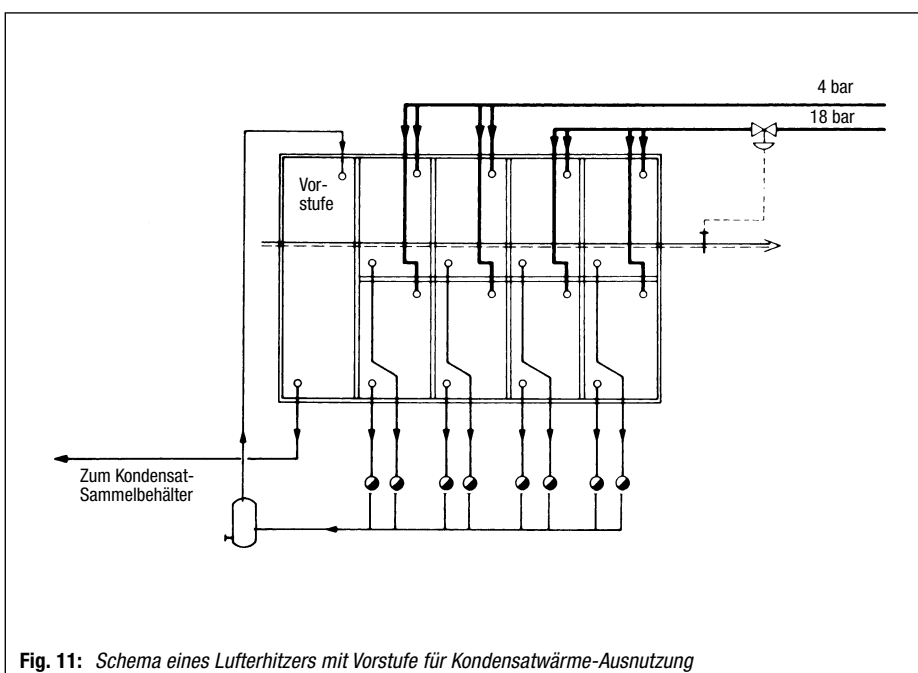 4 bar
18 bar
Vor-
stufe
Zum Kondensat-
Sammelbehälter
Fig. 11: Schema eines Lufterhitzers mit Vorstufe für Kondensatwärme-Ausnutzung